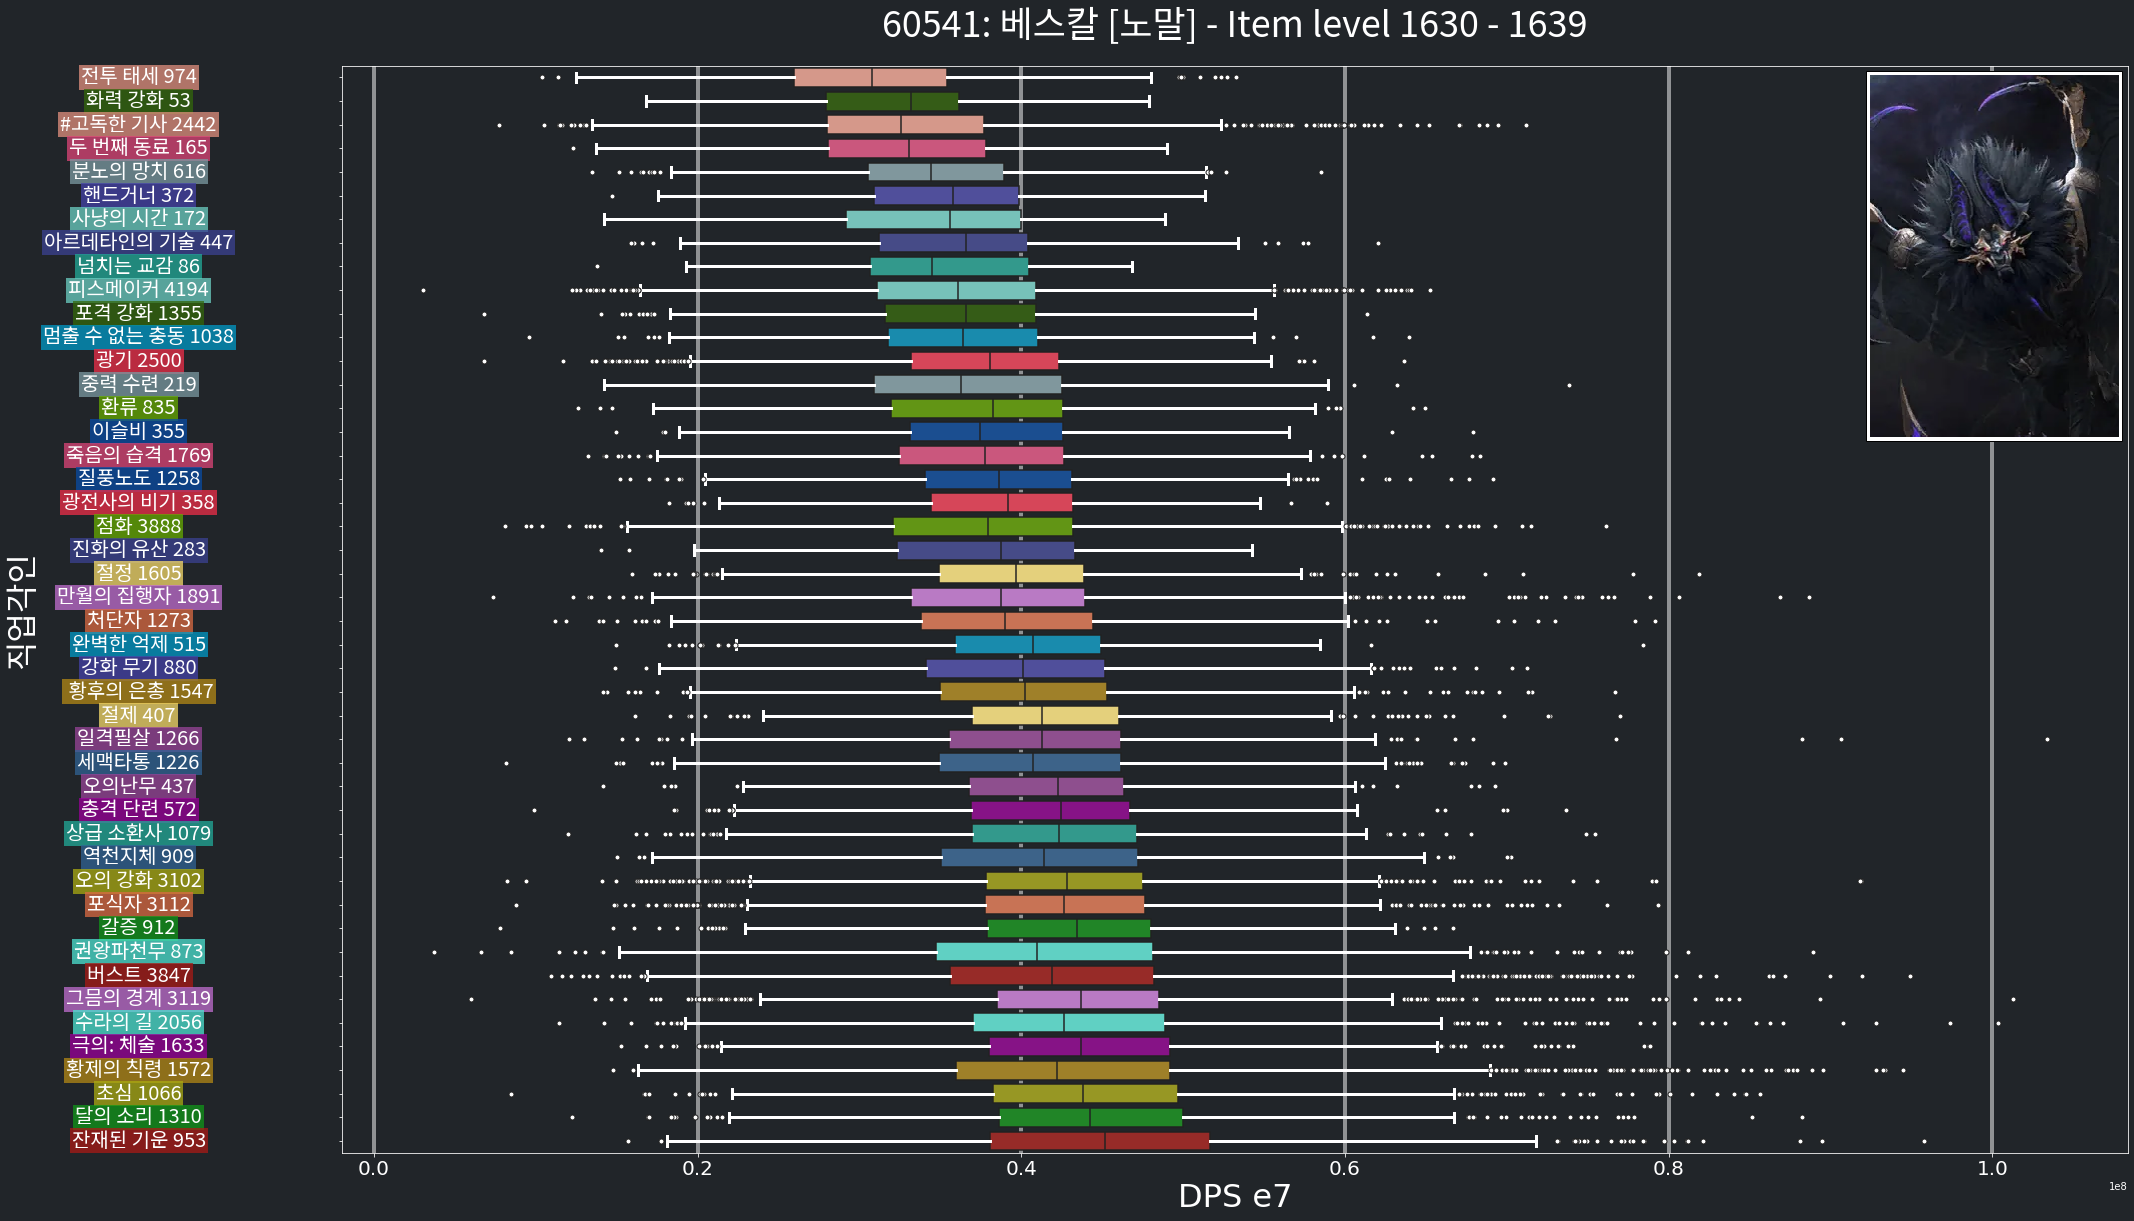 60541: 베스칼 [노말] - Item level 1630 - 1639
전투 태세 974
화력 강화 53
#고독한 기사 2442
두 번째 동료 165
분노의 망치 616
핸드거너 372
사냥의 시간 172
아르데타인의 기술 447
넘치는 교감 86
피스메이커 4194
포격 강화 1355
멈출 수 없는 충동 1038
광기 2500
중력 수련 219
환류 835
이슬비 355
죽음의 습격 1769
질풍노도 1258
광전사의 비기 358
점화 3888
진화의 유산 283
절정 1605
만월의 집행자 1891
처단자 1273
완벽한 억제 515
강화 무기 880
황후의 은총 1547
절제 407
일격필살 1266
세맥타통 1226
오의난무 437
충격 단련 572
상급 소환사 1079
역천지체 909
오의 강화 3102
포식자 3112
갈증 912
권왕파천무 873
버스트 3847
그믐의 경계 3119
수라의 길 2056
극의: 체술 1633
황제의 칙령 1572
초심 1066
달의 소리 1310
잔재된 기운 953
직업각인
0.0 0.2 0.4 0.6 0.8 1.0
DPS e7
1e8